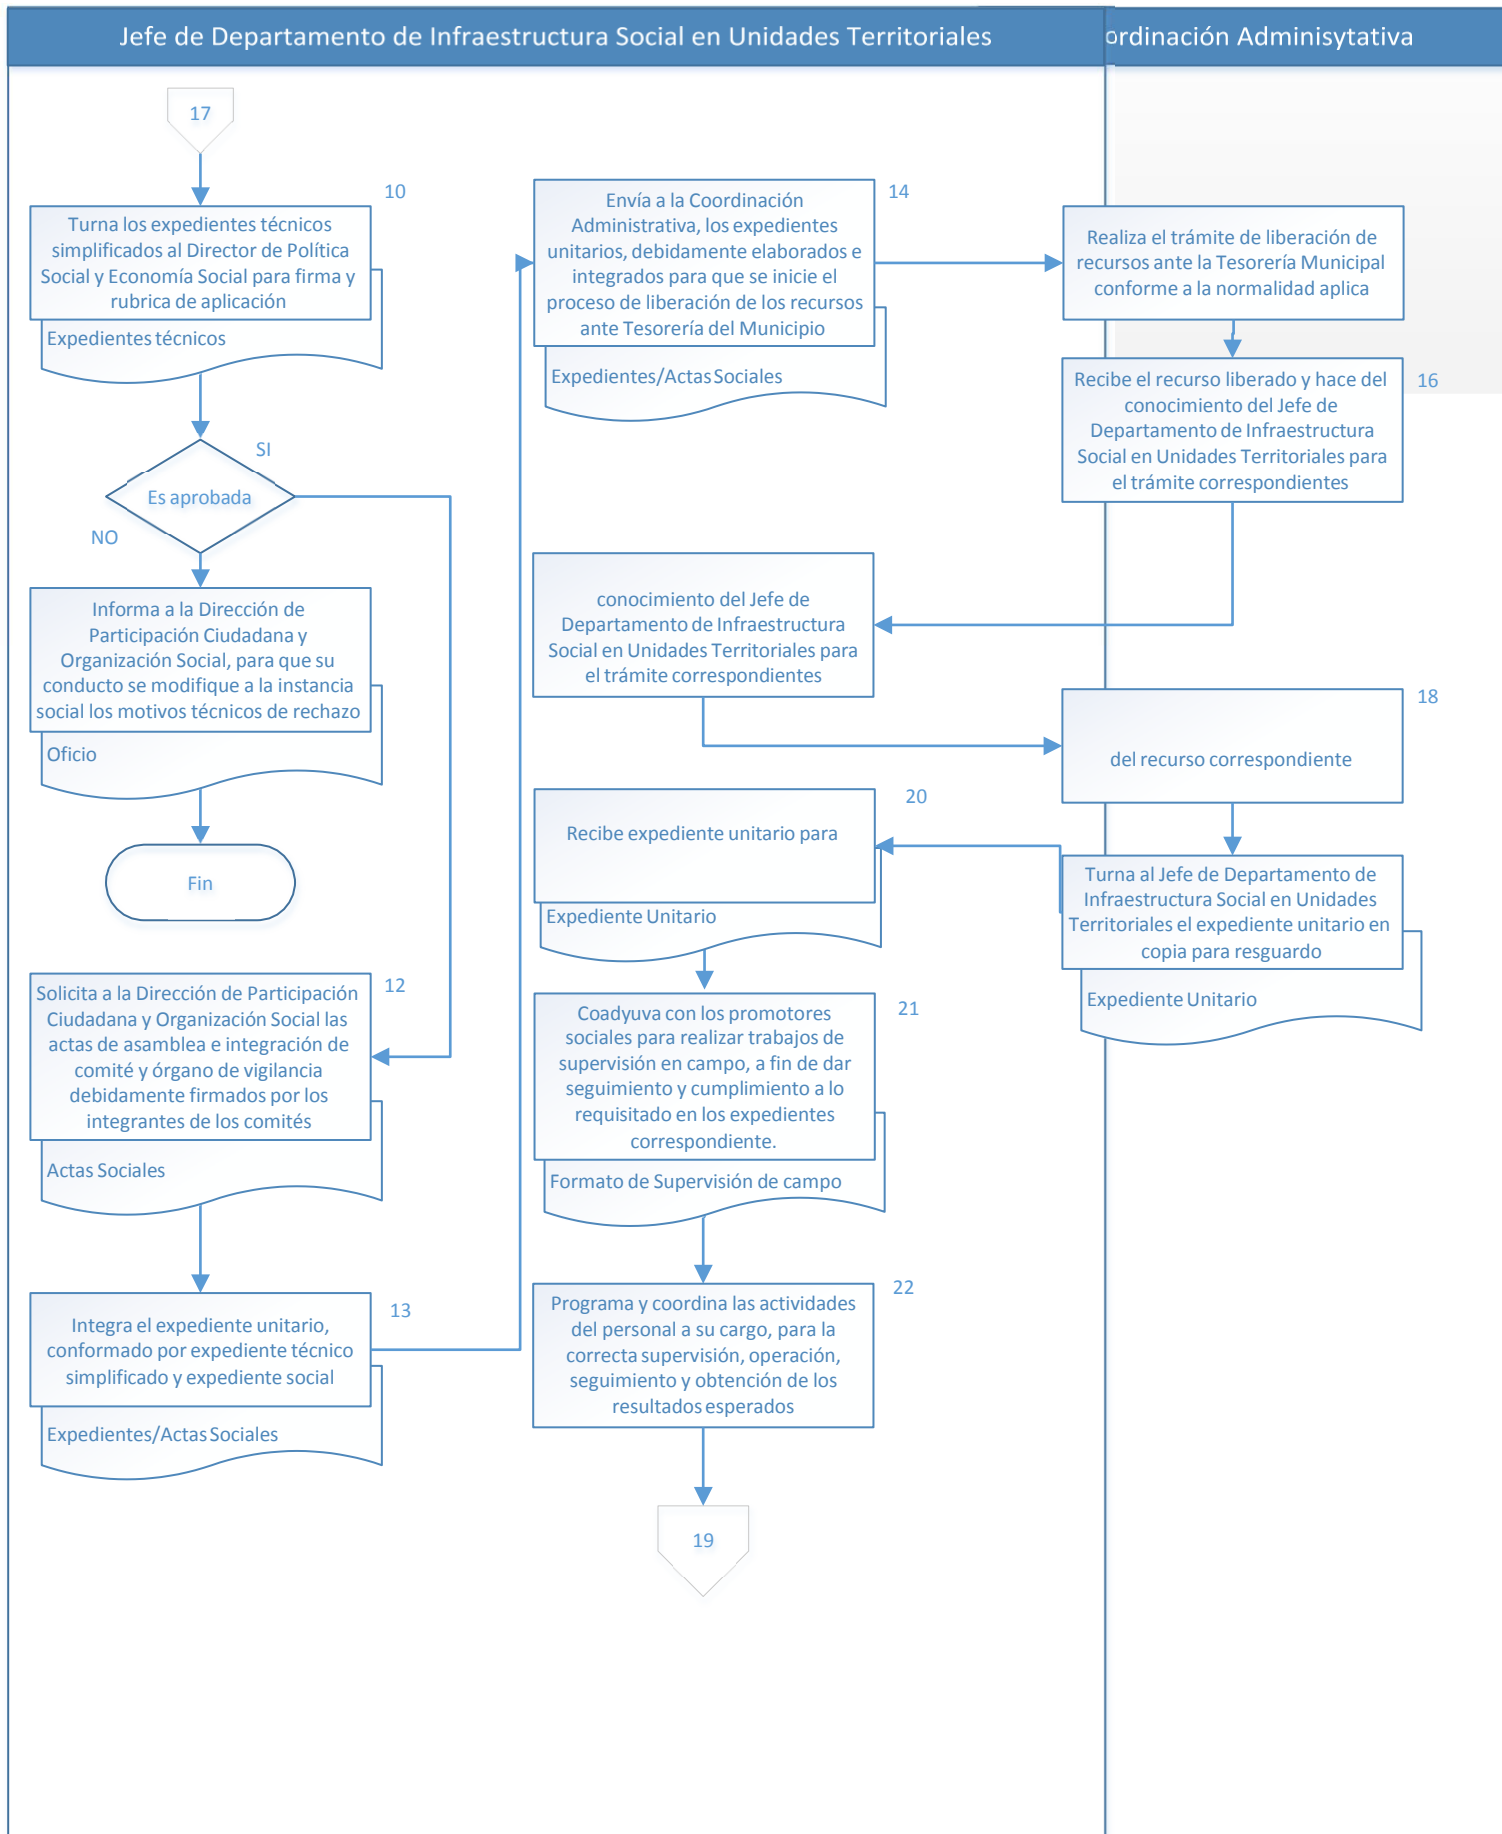 Jefe de Departamento de Infraestructura Social en Unidades Territoriales
ordinación Adminisytativa
17
10
Turna los expedientes técnicos
simplificados al Director de Política
Social y Economía Social para firma y
rubrica de aplicación
Expedientes técnicos
SI
Es aprobada
NO
Informa a la Dirección de
Participación Ciudadana y
Organización Social, para que su
conducto se modifique a la instancia
social los motivos técnicos de rechazo
Oficio
Fin
12
Solicita a la Dirección de Participación
Ciudadana y Organización Social las
actas de asamblea e integración de
comité y órgano de vigilancia
debidamente firmados por los
integrantes de los comités
Actas Sociales
13
Integra el expediente unitario,
conformado por expediente técnico
simplificado y expediente social
Expedientes/Actas Sociales
14
Envía a la Coordinación
Administrativa, los expedientes
unitarios, debidamente elaborados e
integrados para que se inicie el
proceso de liberación de los recursos
ante Tesorería del Municipio
Expedientes/Actas Sociales
Realiza el trámite de liberación de
recursos ante la Tesorería Municipal
conforme a la normalidad aplica
16
Recibe el recurso liberado y hace del
conocimiento del Jefe de
Departamento de Infraestructura
Social en Unidades Territoriales para
el trámite correspondientes
conocimiento del Jefe de
Departamento de Infraestructura
Social en Unidades Territoriales para
el trámite correspondientes
18
del recurso correspondiente
Turna al Jefe de Departamento de
Infraestructura Social en Unidades
Territoriales el expediente unitario en
copia para resguardo
Expediente Unitario
20
Recibe expediente unitario para
Expediente Unitario
21
Coadyuva con los promotores
sociales para realizar trabajos de
supervisión en campo, a fin de dar
seguimiento y cumplimiento a lo
requisitado en los expedientes
correspondiente.
Formato de Supervisión de campo
22
Programa y coordina las actividades
del personal a su cargo, para la
correcta supervisión, operación,
seguimiento y obtención de los
resultados esperados
19